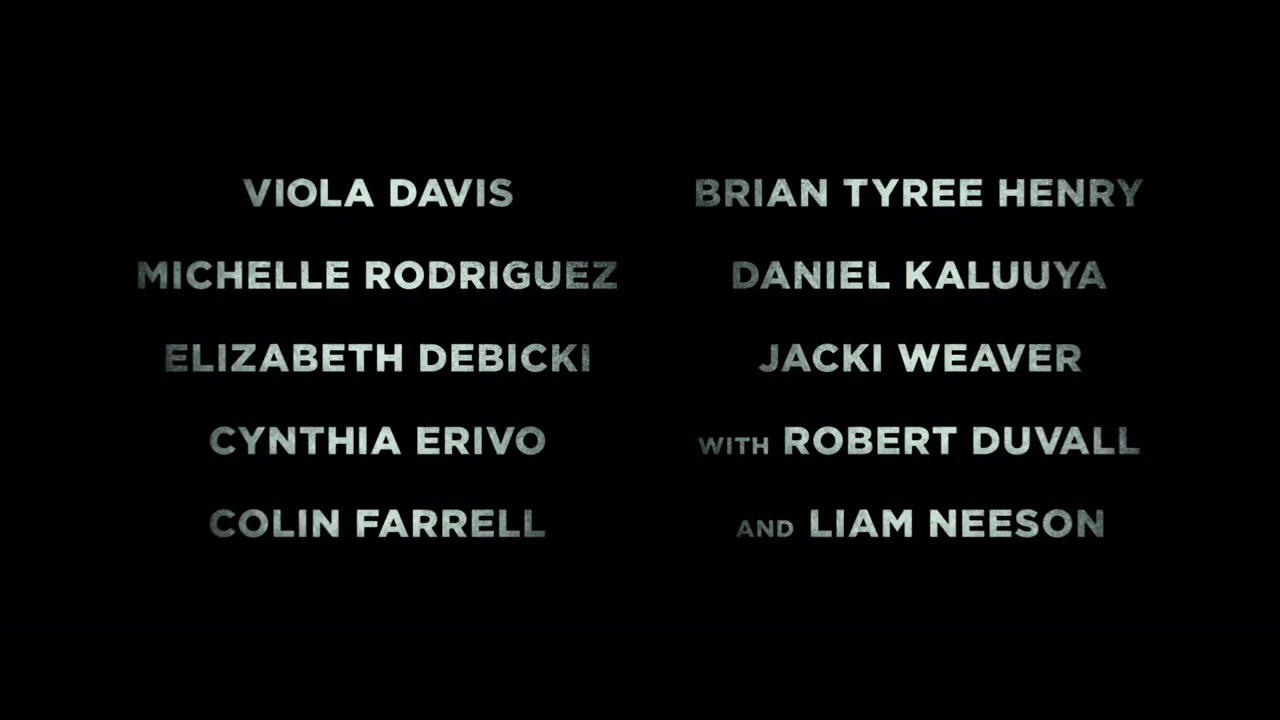 VIOLA DAVIS
MICHELLE RODRIGUEZ
ELIZABETH DEBICKI
CYNTHIA ERIVO
COLIN FARRELL
BRIAN TYREE HENRY
DANIEL KALUUYA
JACKI WEAVER
WITH ROBERT DUVALL
AND LIAM NEESON